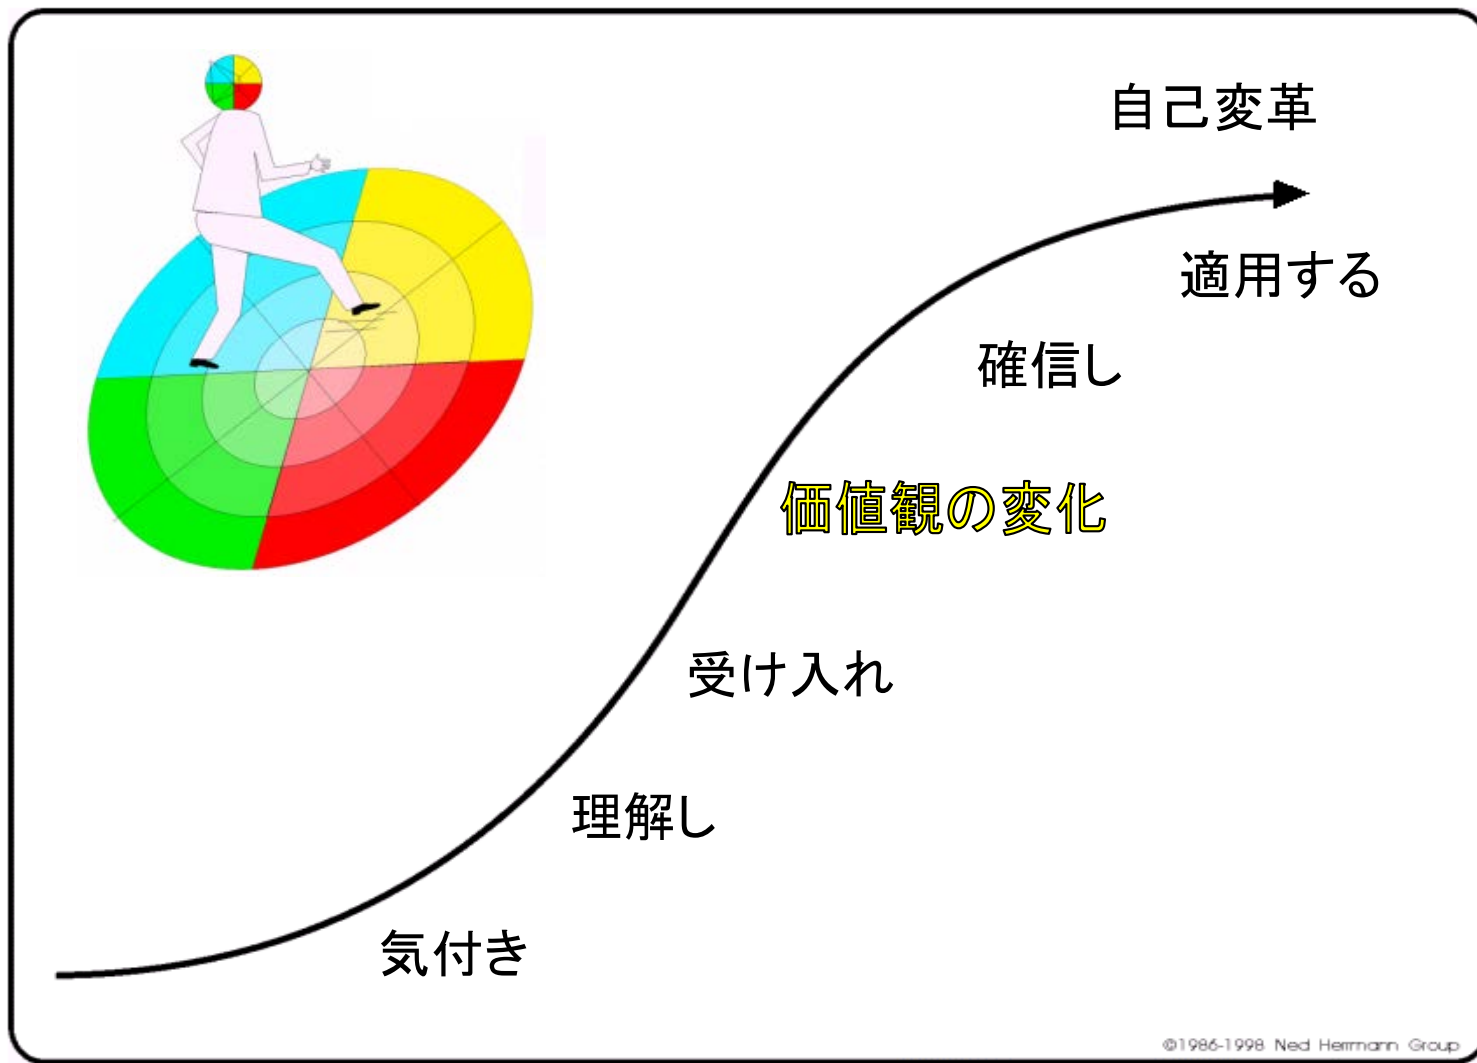 自己変革
適用する
確信し
価値観の変化
受け入れ
理解し
気付き
©1986-1998 Ned Herrmann Group